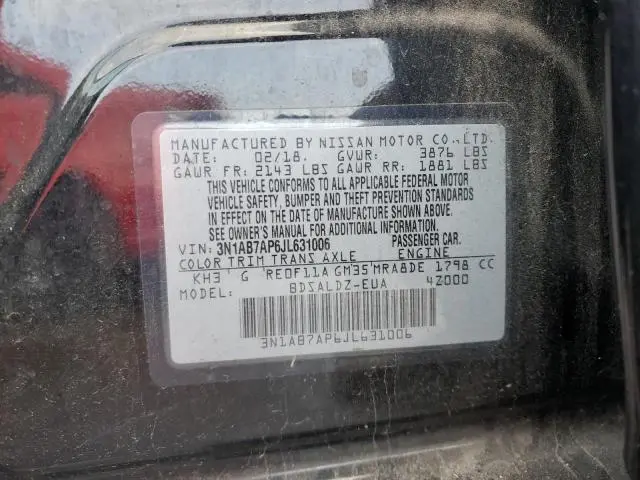 MANUFACTURED BY NISSAN MOTOR CO.,LTD.
DATE: 02/18. GVWR: 3876 LBS
GAWR FR: 2143 LBS GAWR RR: 1881 LBS
THIS VEHICLE CONFORMS TO ALL APPLICABLE FEDERAL MOTOR
VEHICLE SAFETY, BUMPER AND THEFT PREVENTION STANDARDS
IN EFFECT ON THE DATE OF MANUFACTURE SHOWN ABOVE.
SEE OWNER'S MANUAL FOR ADDITIONAL INFORMATION.
VIN: 3N1AB7AP6JL631006 PASSENGER CAR.
COLOR TRIM TRANS AXLE ENGINE
KH3 G RE0F11A GM35 MRA8DE 1798 CC
MODEL: BDSALDZ-EUA 4Z000
3N1AB7AP6JL631006